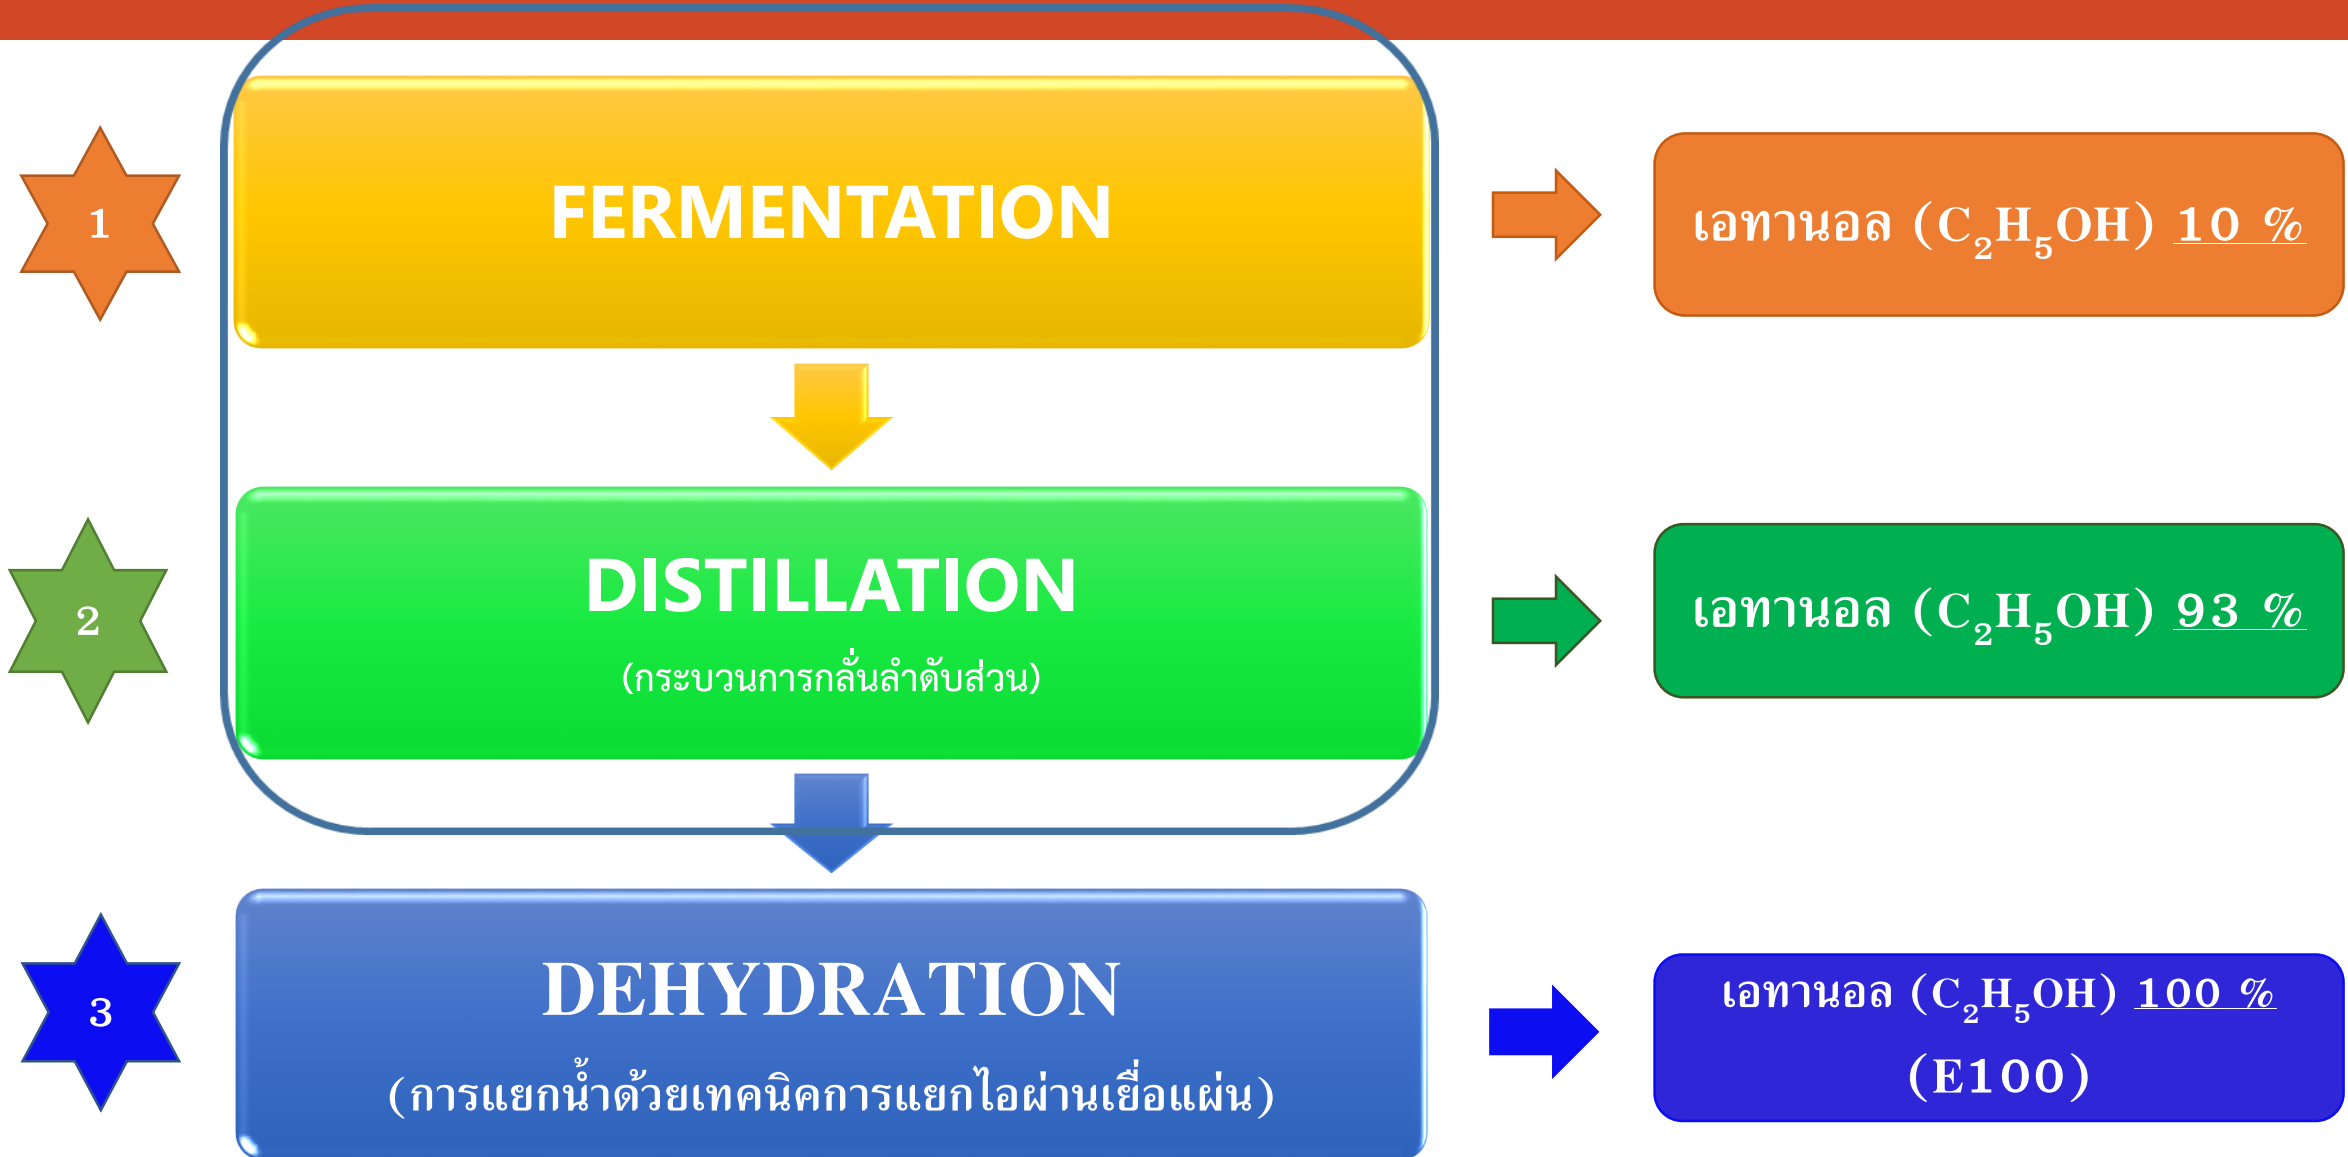 1
FERMENTATION
เอทานอล (C₂H₅OH) 10 %
2
DISTILLATION
(กระบวนการกลั่นลำดับส่วน)
เอทานอล (C₂H₅OH) 93 %
3
DEHYDRATION
(การแยกน้ำด้วยเทคนิคการแยกไอผ่านเยื่อแผ่น)
เอทานอล (C₂H₅OH) 100 %
(E100)